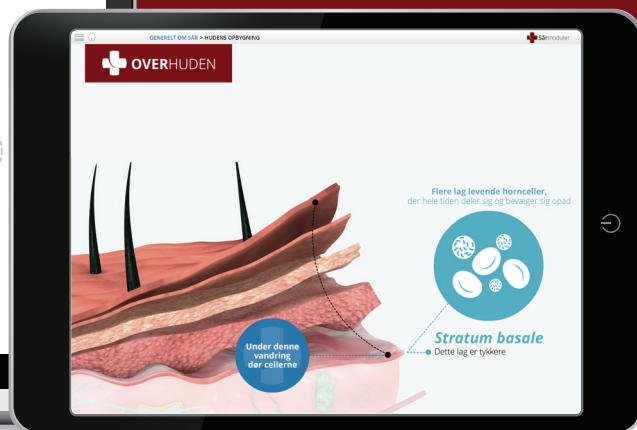 GENERELT OM SÅR > HUDENS OPBYGNING
Sårmoduler
OVERHUDEN
Flere lag levende hornceller,
der hele tiden deler sig og bevæger sig opad
Stratum basale
Dette lag er tykkere
Under denne
vandring
dør cellerne